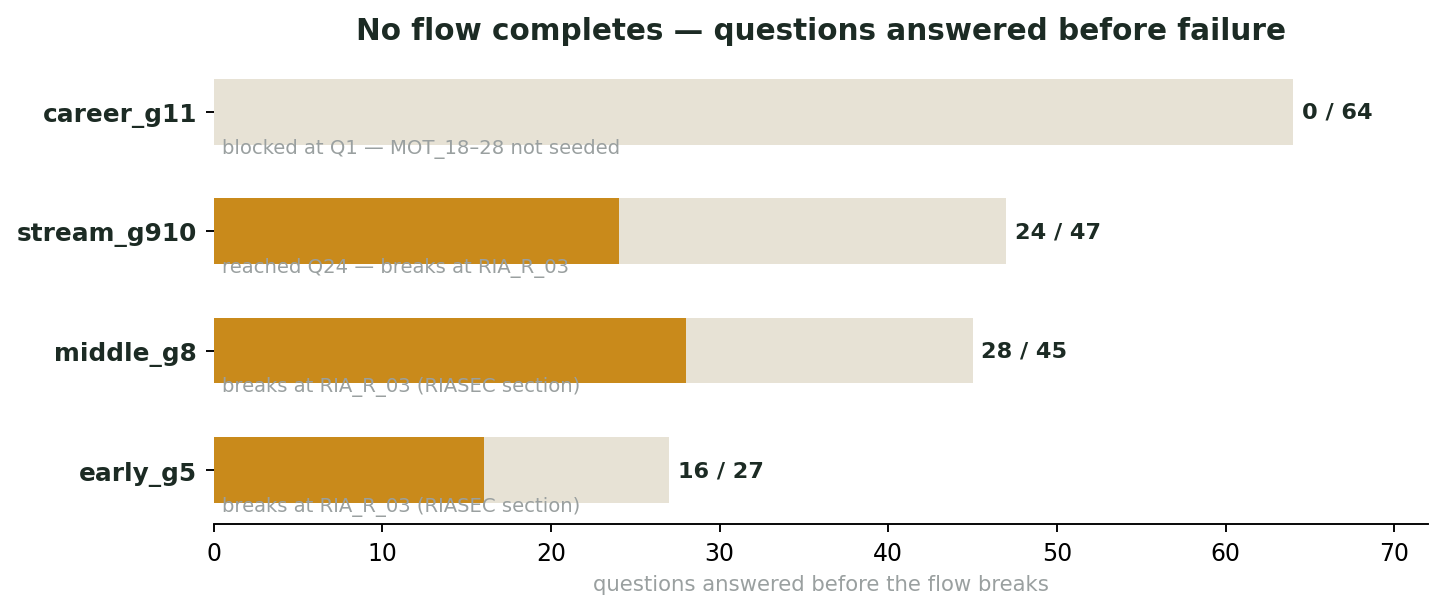 No flow completes — questions answered before failure
career_g11
0 / 64
blocked at Q1 — MOT_18–28 not seeded
stream_g910
24 / 47
reached Q24 — breaks at RIA_R_03
middle_g8
28 / 45
breaks at RIA_R_03 (RIASEC section)
early_g5
16 / 27
breaks at RIA_R_03 (RIASEC section)
0 10 20 30 40 50 60 70
questions answered before the flow breaks